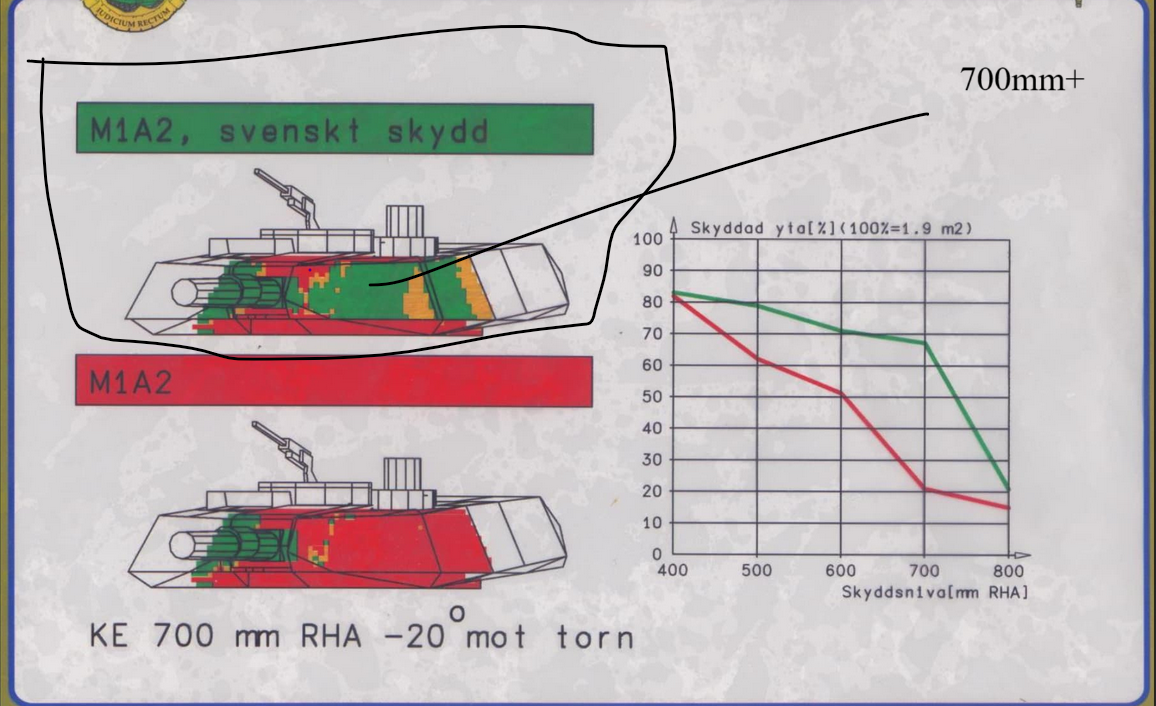 JUDICIUM RECTUM
700mm+
M1A2, svenskt skydd
M1A2
KE 700 mm RHA -20° mot torn
Skyddad yta[%](100%=1.9 m2)
100
90
80
70
60
50
40
30
20
10
0
400 500 600 700 800
Skyddsn1va[mm RHA]